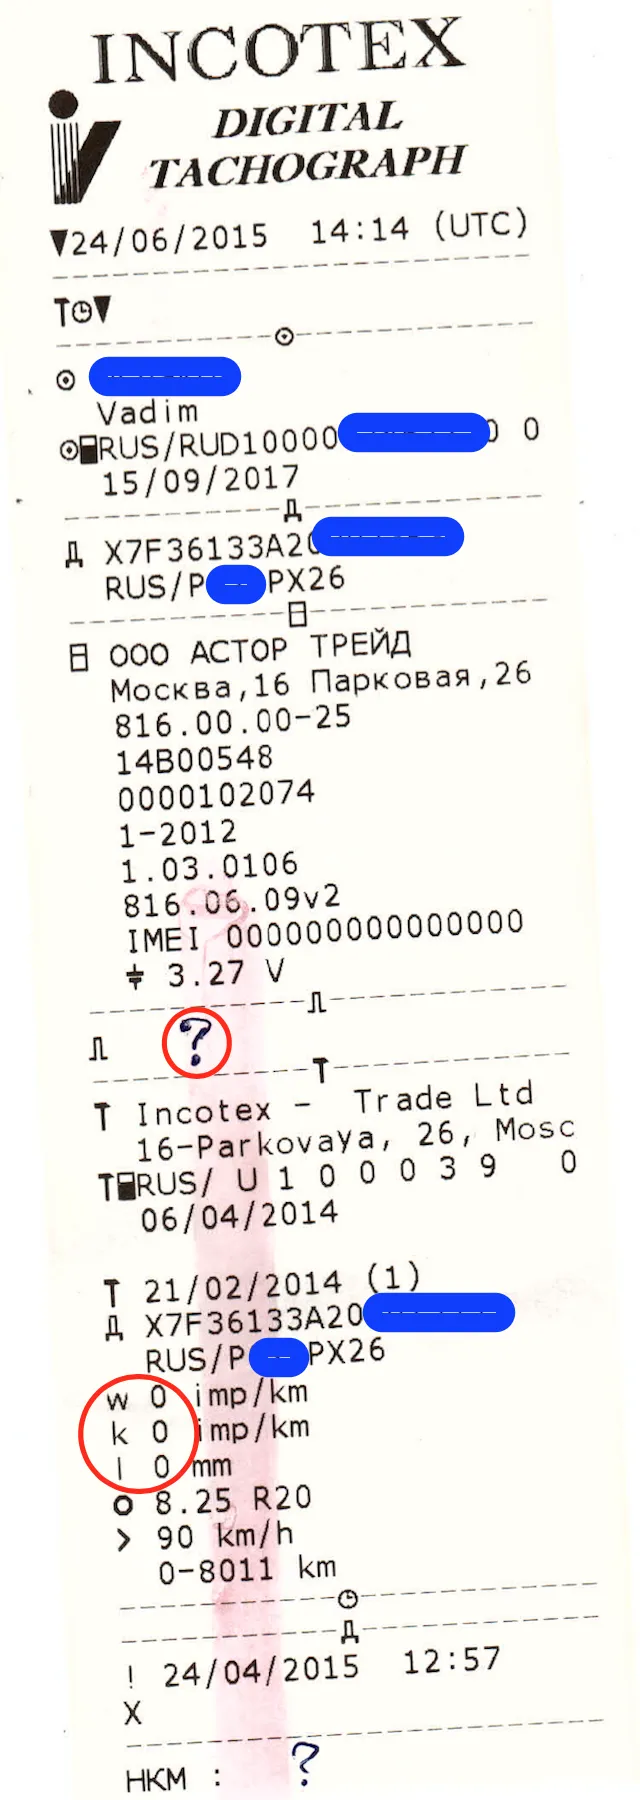 INCOTEX
DIGITAL
TACHOGRAPH
▼24/06/2015 14:14 (UTC)
T
Vadim
RUS/RUD10000 0 0
15/09/2017
Д
Д X7F36133A20
RUS/P PX26
ООО АСТОР ТРЕЙД
Москва,16 Парковая,26
816.00.00-25
14B00548
0000102074
1-2012
1.03.0106
816.06.09v2
IMEI 000000000000000
3.27 V
Л
Л ?
T
T Incotex - Trade Ltd
16-Parkovaya, 26, Mosc
T RUS/ U 1 0 0 0 3 9 0
06/04/2014
T 21/02/2014 (1)
Д X7F36133A20
RUS/P PX26
w 0 imp/km
k 0 imp/km
l 0 mm
o 8.25 R20
> 90 km/h
0-8011 km
Д
! 24/04/2015 12:57
X
НКМ : ?